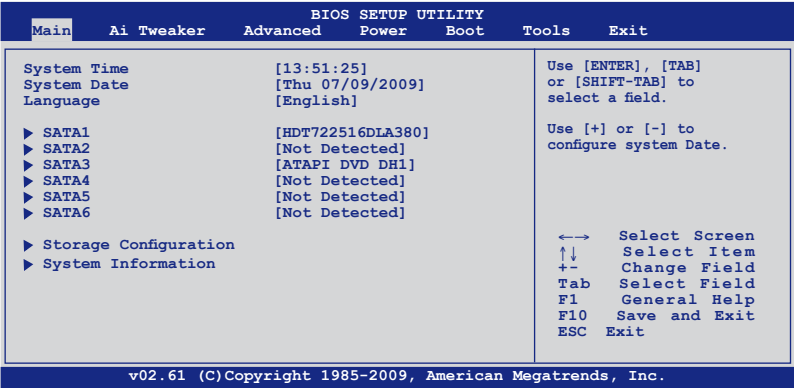 BIOS SETUP UTILITY
Main Ai Tweaker Advanced Power Boot Tools Exit
System Time [13:51:25]
System Date [Thu 07/09/2009]
Language [English]
▶ SATA1 [HDT722516DLA380]
▶ SATA2 [Not Detected]
▶ SATA3 [ATAPI DVD DH1]
▶ SATA4 [Not Detected]
▶ SATA5 [Not Detected]
▶ SATA6 [Not Detected]
▶ Storage Configuration
▶ System Information
Use [ENTER], [TAB]
or [SHIFT-TAB] to
select a field.
Use [+] or [-] to
configure system Date.
←→ Select Screen
↑↓ Select Item
+- Change Field
Tab Select Field
F1 General Help
F10 Save and Exit
ESC Exit
v02.61 (C)Copyright 1985-2009, American Megatrends, Inc.